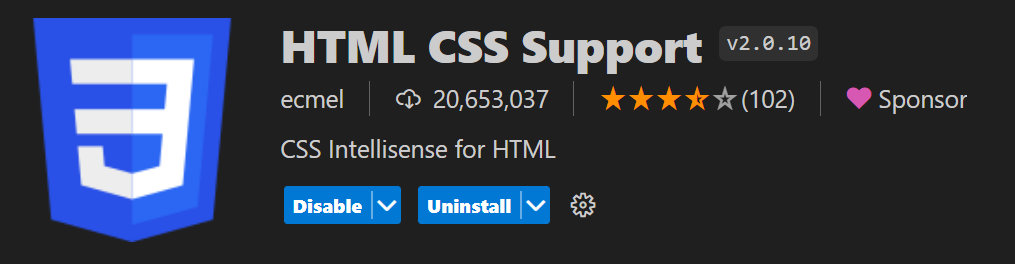 HTML CSS Support v2.0.10
ecmel 20,653,037 (102) Sponsor
CSS Intellisense for HTML
Disable Uninstall